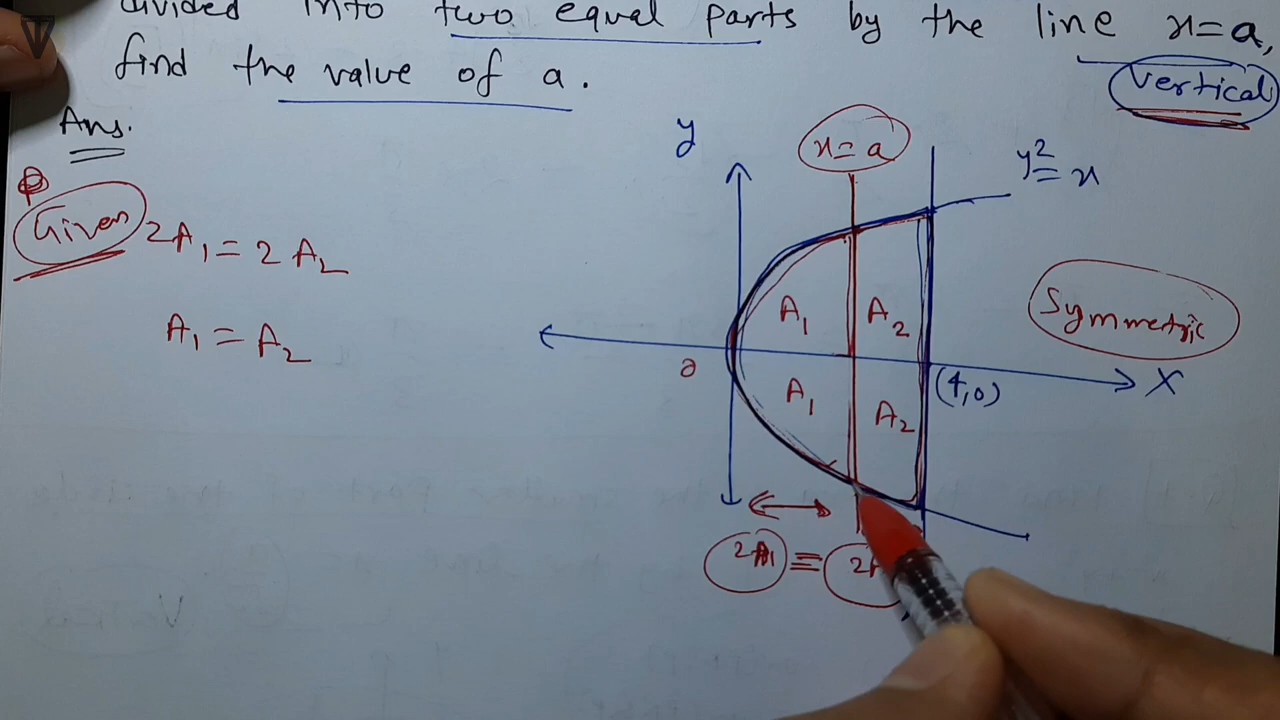 divided into two equal parts by the line x=a,
find the value of a.
Vertical
Ans.
Given 2A₁ = 2A₂
A₁ = A₂
y
x=a
y²=x
A₁ A₂
Symmetric
(4,0)
X
A₁ A₂
2A₁ =